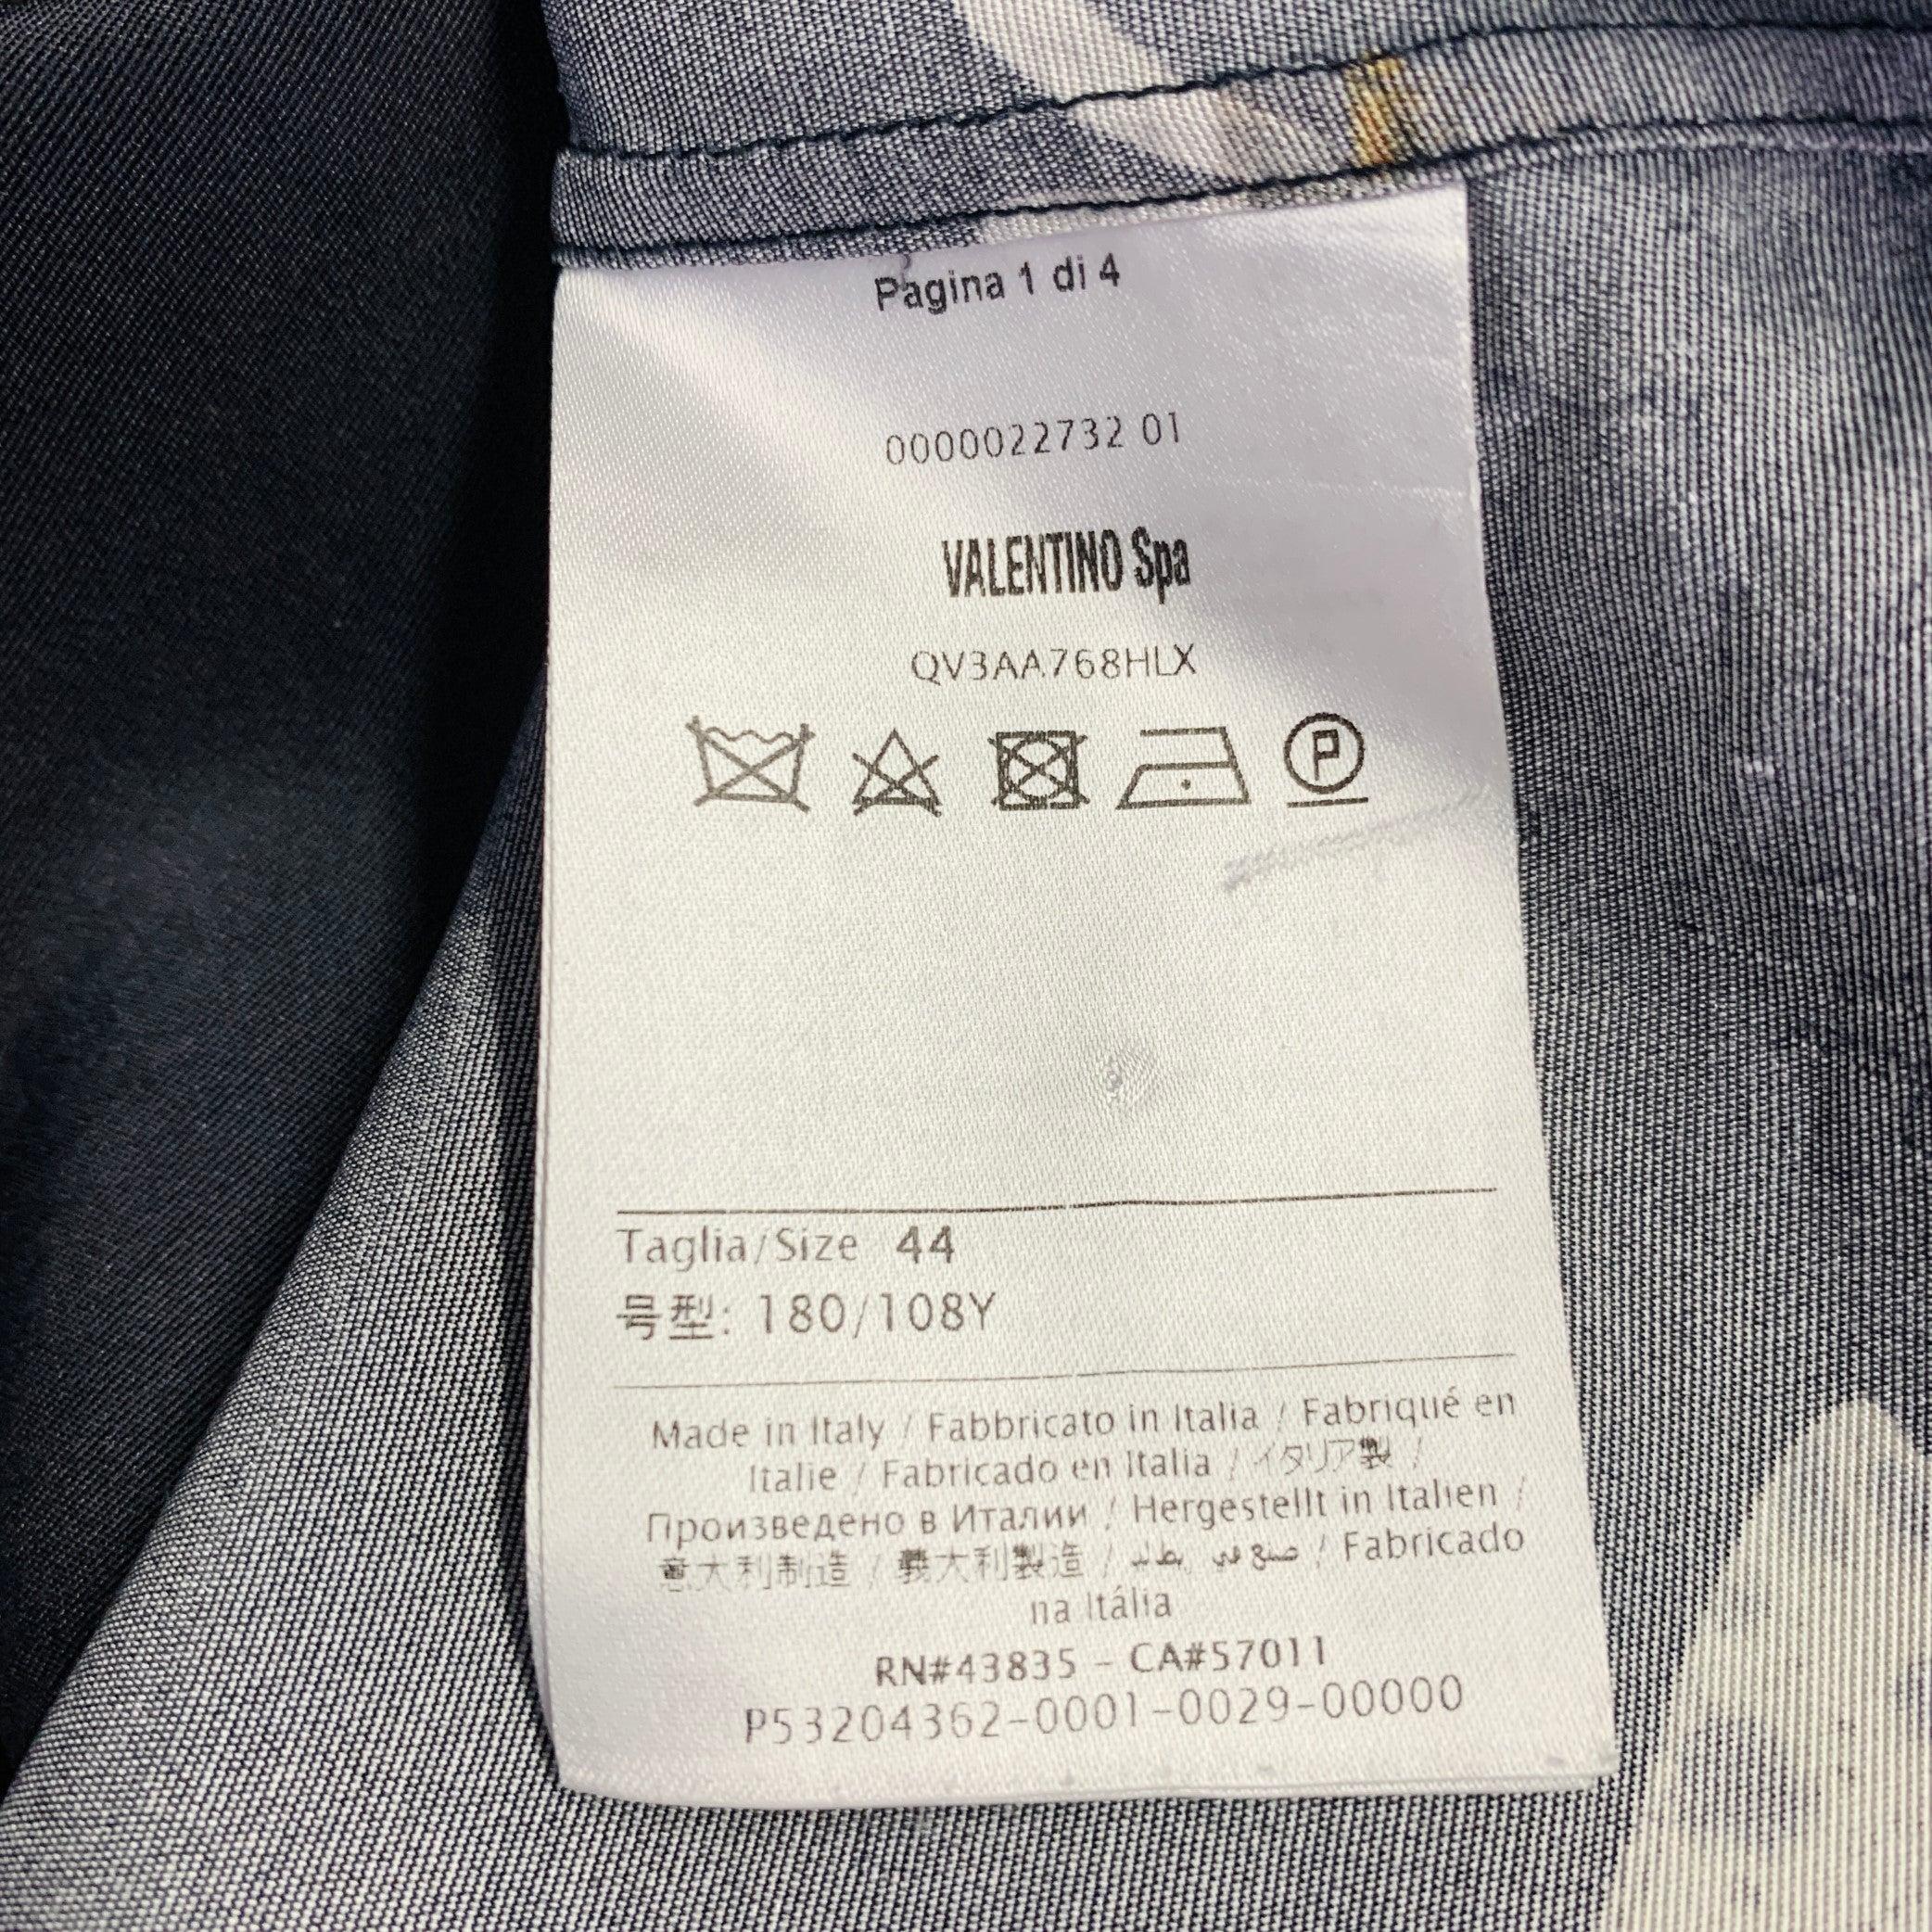 Pagina 1 di 4
0000022732 01
VALENTINO Spa
QV3AA768HLX
P
Taglia/Size 44
号型: 180/108Y
Made in Italy / Fabbricato in Italia / Fabriqué en
Italie / Fabricado en Italia / イタリア製 /
Произведено в Италии / Hergestellt in Italien /
意大利制造 / 義大利製造 / صنع في / Fabricado
na Itália
RN#43835 - CA#57011
P53204362-0001-0029-00000